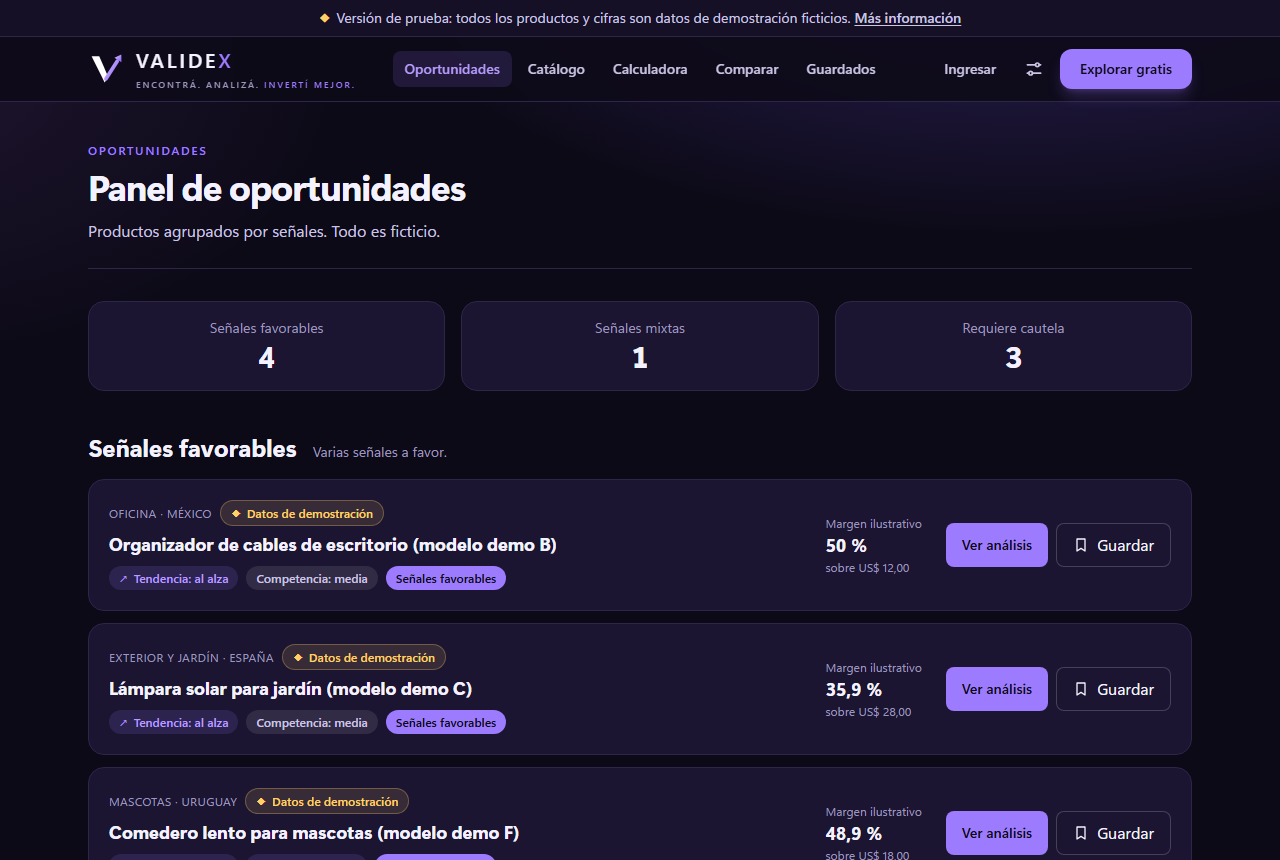 Versión de prueba: todos los productos y cifras son datos de demostración ficticios. Más información
VALIDEX
ENCONTRÁ. ANALIZÁ. INVERTÍ MEJOR.
Oportunidades
Catálogo
Calculadora
Comparar
Guardados
Ingresar
Explorar gratis
OPORTUNIDADES
Panel de oportunidades
Productos agrupados por señales. Todo es ficticio.
Señales favorables
4
Señales mixtas
1
Requiere cautela
3
Señales favorables
Varias señales a favor.
OFICINA · MÉXICO
Datos de demostración
Organizador de cables de escritorio (modelo demo B)
↗ Tendencia: al alza
Competencia: media
Señales favorables
Margen ilustrativo
50 %
sobre US$ 12,00
Ver análisis
Guardar
EXTERIOR Y JARDÍN · ESPAÑA
Datos de demostración
Lámpara solar para jardín (modelo demo C)
↗ Tendencia: al alza
Competencia: media
Señales favorables
Margen ilustrativo
35,9 %
sobre US$ 28,00
Ver análisis
Guardar
MASCOTAS · URUGUAY
Datos de demostración
Comedero lento para mascotas (modelo demo F)
Margen ilustrativo
48,9 %
sobre US$ 18,00
Ver análisis
Guardar